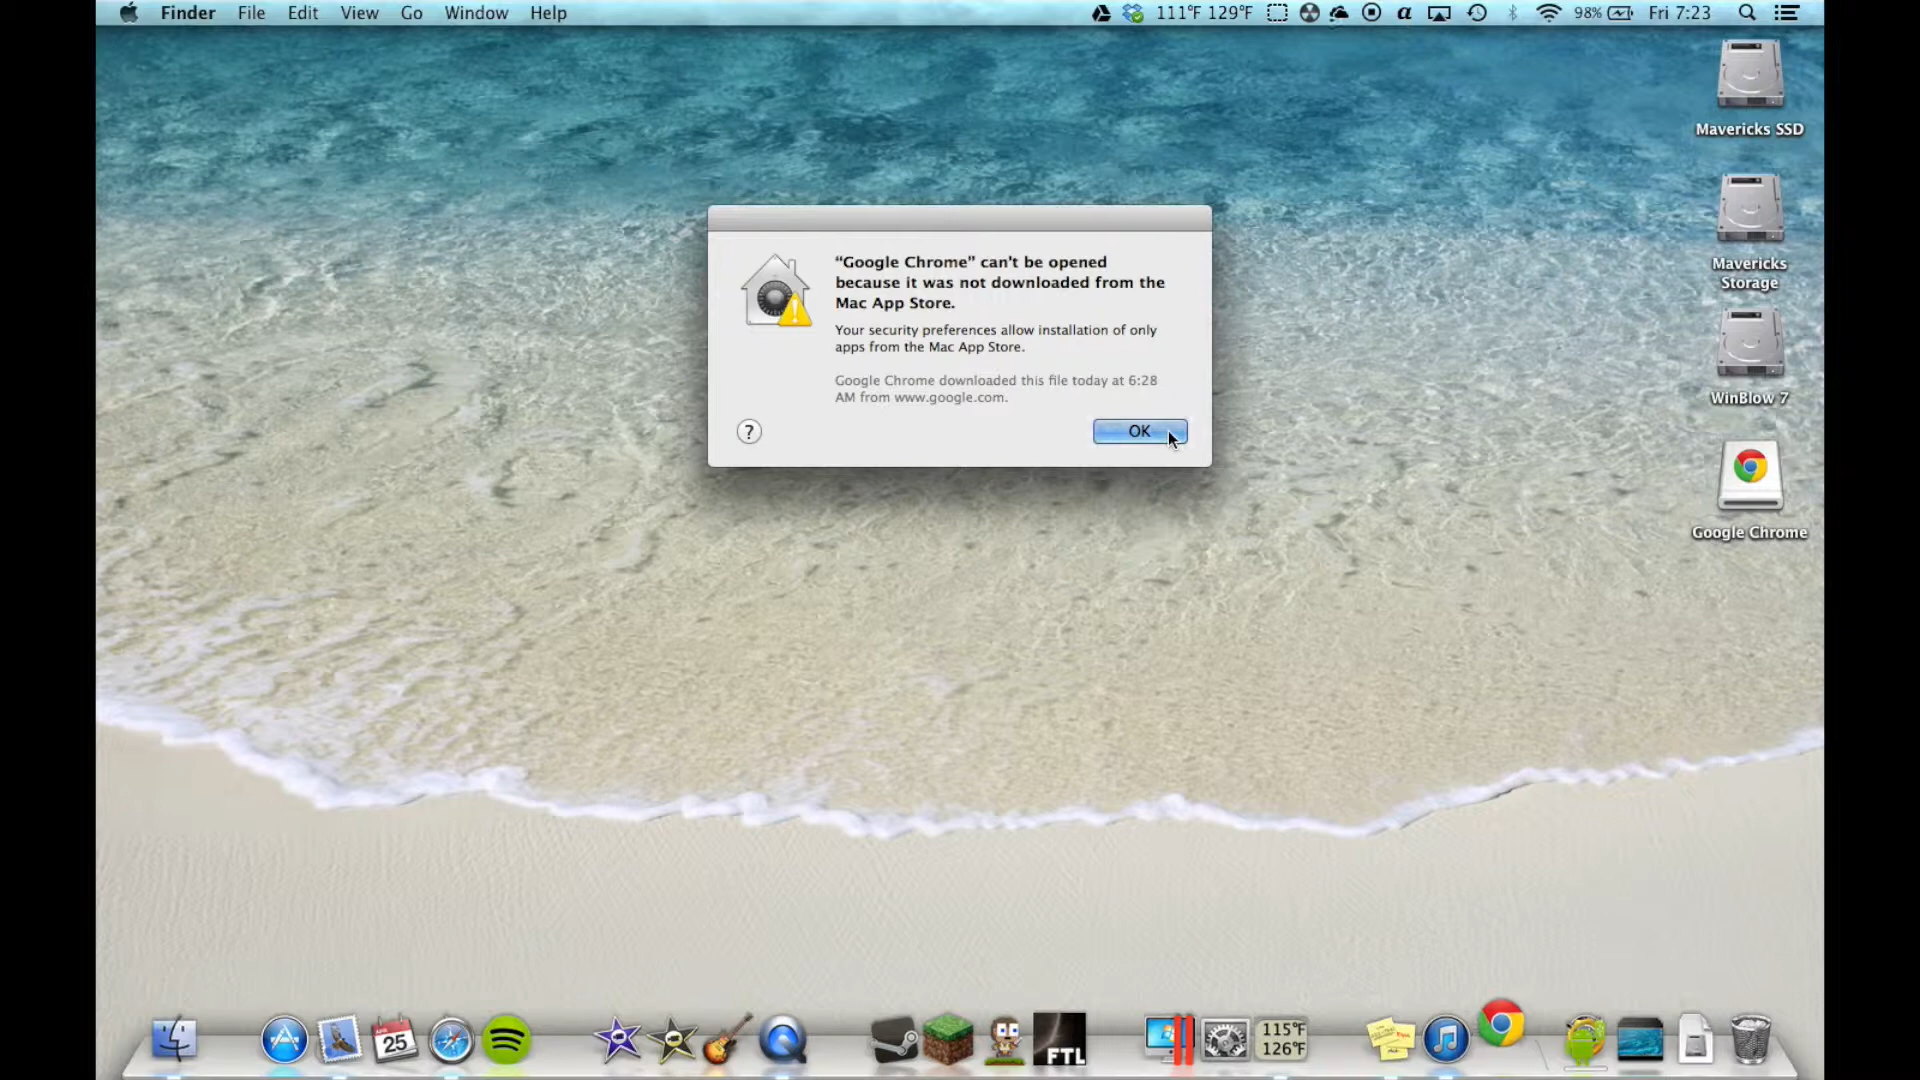 Finder File Edit View Go Window Help
111°F 129°F a 98% Fri 7:23
Mavericks SSD
Mavericks
Storage
WinBlow 7
Google Chrome
“Google Chrome” can't be opened
because it was not downloaded from the
Mac App Store.
Your security preferences allow installation of only
apps from the Mac App Store.
Google Chrome downloaded this file today at 6:28
AM from www.google.com.
?
OK
25
FTL
115°F
126°F